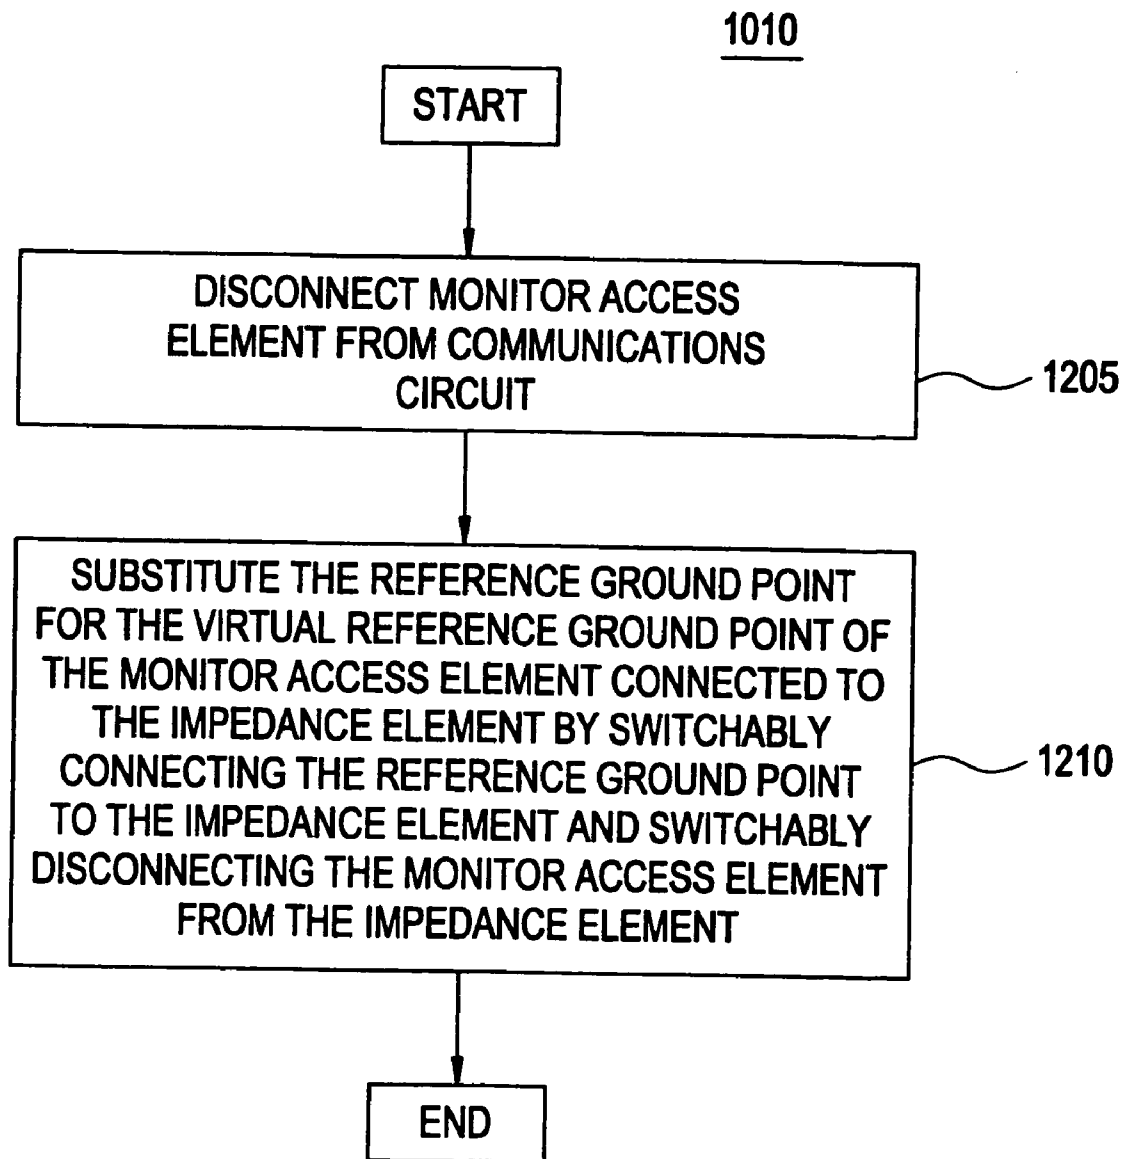 1010
START
DISCONNECT MONITOR ACCESS
ELEMENT FROM COMMUNICATIONS
CIRCUIT
1205
SUBSTITUTE THE REFERENCE GROUND POINT
FOR THE VIRTUAL REFERENCE GROUND POINT OF
THE MONITOR ACCESS ELEMENT CONNECTED TO
THE IMPEDANCE ELEMENT BY SWITCHABLY
CONNECTING THE REFERENCE GROUND POINT
TO THE IMPEDANCE ELEMENT AND SWITCHABLY
DISCONNECTING THE MONITOR ACCESS ELEMENT
FROM THE IMPEDANCE ELEMENT
1210
END